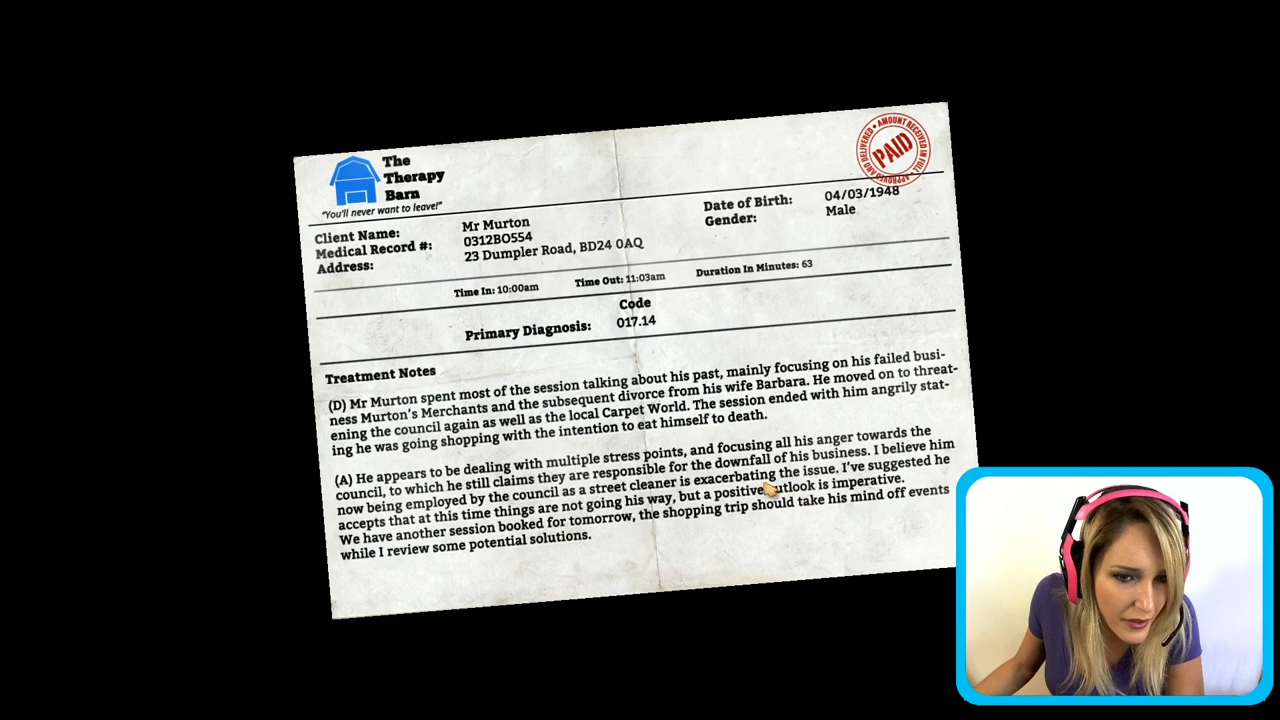 The
Therapy
Barn
"You'll never want to leave!"
AMOUNT RECEIVED IN FULL • APPROVED AND DELIVERED •
PAID
Client Name: Mr Murton
Medical Record #: 0312BO554
Address: 23 Dumpler Road, BD24 0AQ
Date of Birth: 04/03/1948
Gender: Male
Time In: 10:00am Time Out: 11:03am Duration In Minutes: 63
Code
Primary Diagnosis: 017.14
Treatment Notes
(D) Mr Murton spent most of the session talking about his past, mainly focusing on his failed busi-
ness Murton's Merchants and the subsequent divorce from his wife Barbara. He moved on to threat-
ening the council again as well as the local Carpet World. The session ended with him angrily stat-
ing he was going shopping with the intention to eat himself to death.
(A) He appears to be dealing with multiple stress points, and focusing all his anger towards the
council, to which he still claims they are responsible for the downfall of his business. I believe him
now being employed by the council as a street cleaner is exacerbating the issue. I've suggested he
accepts that at this time things are not going his way, but a positive outlook is imperative.
We have another session booked for tomorrow, the shopping trip should take his mind off events
while I review some potential solutions.